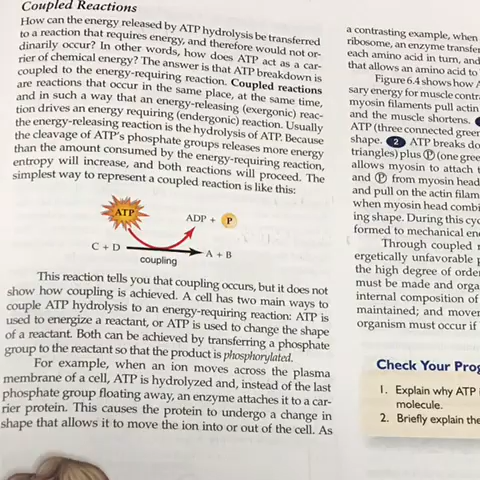 Coupled Reactions
How can the energy released by ATP hydrolysis be transferred
to a reaction that requires energy, and therefore would not or-
dinarily occur? In other words, how does ATP act as a car-
rier of chemical energy? The answer is that ATP breakdown is
coupled to the energy-requiring reaction. Coupled reactions
are reactions that occur in the same place, at the same time,
and in such a way that an energy-releasing (exergonic) reac-
tion drives an energy requiring (endergonic) reaction. Usually
the energy-releasing reaction is the hydrolysis of ATP. Because
the cleavage of ATP's phosphate groups releases more energy
than the amount consumed by the energy-requiring reaction,
entropy will increase, and both reactions will proceed. The
simplest way to represent a coupled reaction is like this:
ATP
ADP + P
C + D
A + B
coupling
This reaction tells you that coupling occurs, but it does not
show how coupling is achieved. A cell has two main ways to
couple ATP hydrolysis to an energy-requiring reaction: ATP is
used to energize a reactant, or ATP is used to change the shape
of a reactant. Both can be achieved by transferring a phosphate
group to the reactant so that the product is phosphorylated.
For example, when an ion moves across the plasma
membrane of a cell, ATP is hydrolyzed and, instead of the last
phosphate group floating away, an enzyme attaches it to a car-
rier protein. This causes the protein to undergo a change in
shape that allows it to move the ion into or out of the cell. As
a contrasting example, when
ribosome, an enzyme transfer
each amino acid in turn, and
that allows an amino acid to
Figure 6.4 shows how A
sary energy for muscle contr
myosin filaments pull actin
and the muscle shortens.
ATP (three connected green
shape. 2 ATP breaks do
triangles) plus P (one gree
allows myosin to attach t
and P from myosin head
and pull on the actin filam
when myosin head combi
ing shape. During this cyc
formed to mechanical ene
Through coupled r
ergetically unfavorable p
the high degree of order
must be made and orga
internal composition of
maintained; and mover
organism must occur if
Check Your Prog
1. Explain why ATP i
molecule.
2. Briefly explain the